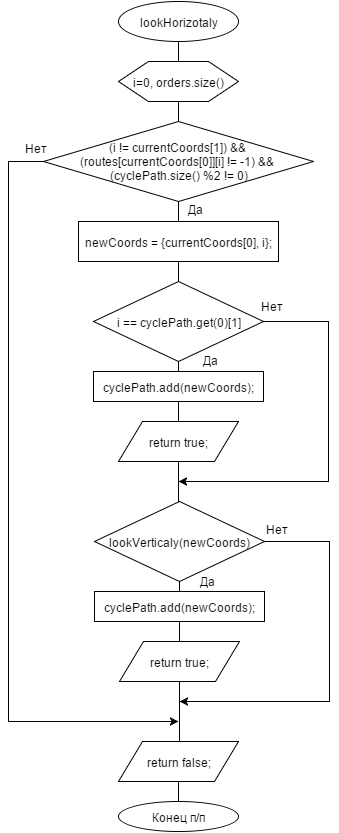 lookHorizotaly
i=0, orders.size()
Нет
(i != currentCoords[1]) &&
(routes[currentCoords[0]][i] != -1) &&
(cyclePath.size() %2 != 0)
Да
newCoords = {currentCoords[0], i};
Нет
i == cyclePath.get(0)[1]
Да
cyclePath.add(newCoords);
return true;
Нет
lookVerticaly(newCoords)
Да
cyclePath.add(newCoords);
return true;
return false;
Конец п/п